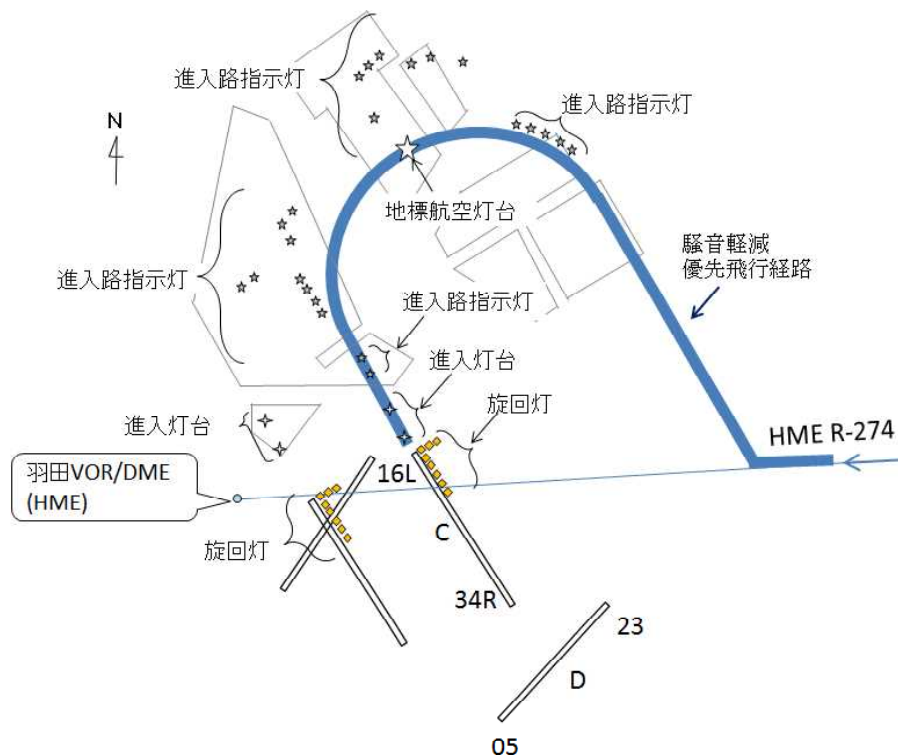 進入路指示灯
進入路指示灯
N
地標航空灯台
騒音軽減
優先飛行経路
進入路指示灯
進入路指示灯
進入灯台
旋回灯
進入灯台
HME R-274
羽田VOR/DME
(HME)
16L
C
旋回灯
34R
23
D
05